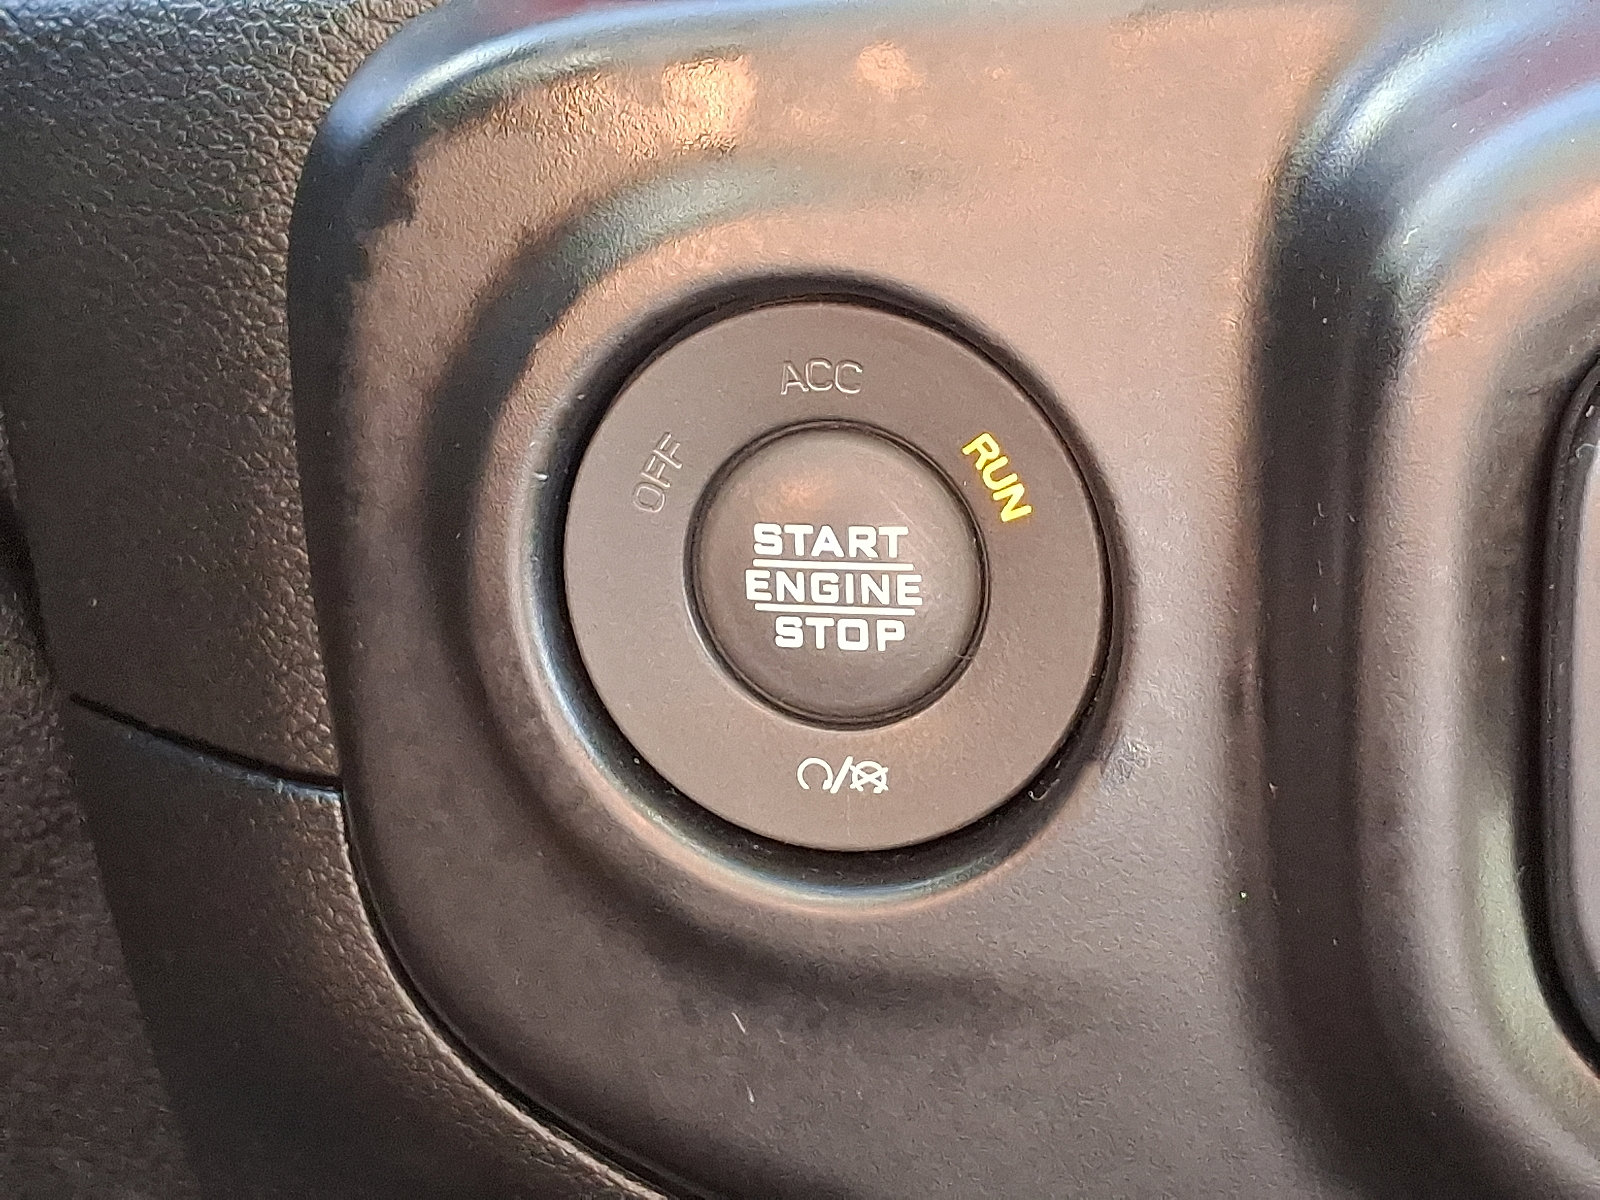 ACC
OFF
RUN
START
ENGINE
STOP